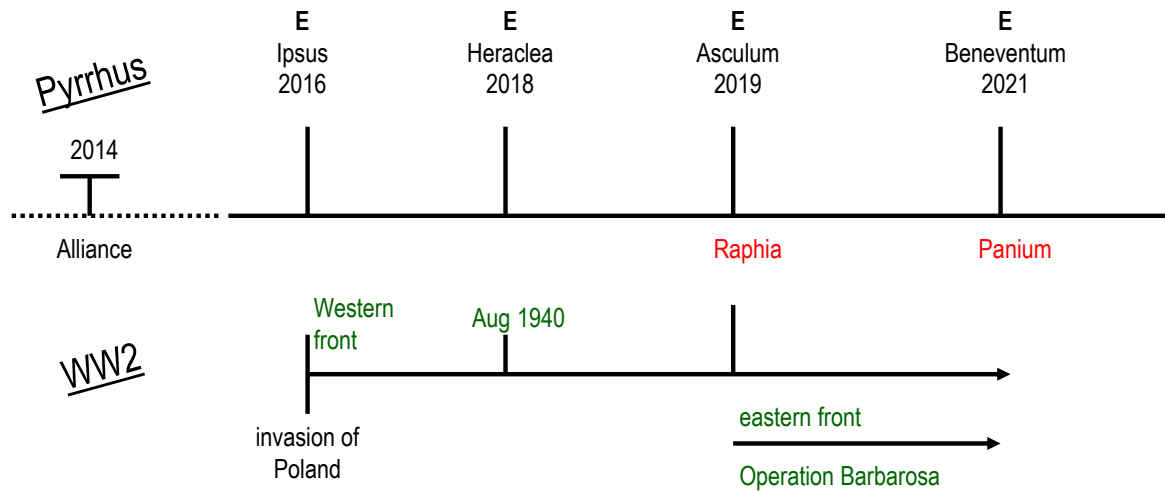 E
Ipsus
2016
E
Heraclea
2018
E
Asculum
2019
E
Beneventum
2021
Pyrrhus
2014
Alliance
Raphia
Panium
Western
front
Aug 1940
WW2
invasion of
Poland
eastern front
Operation Barbarosa